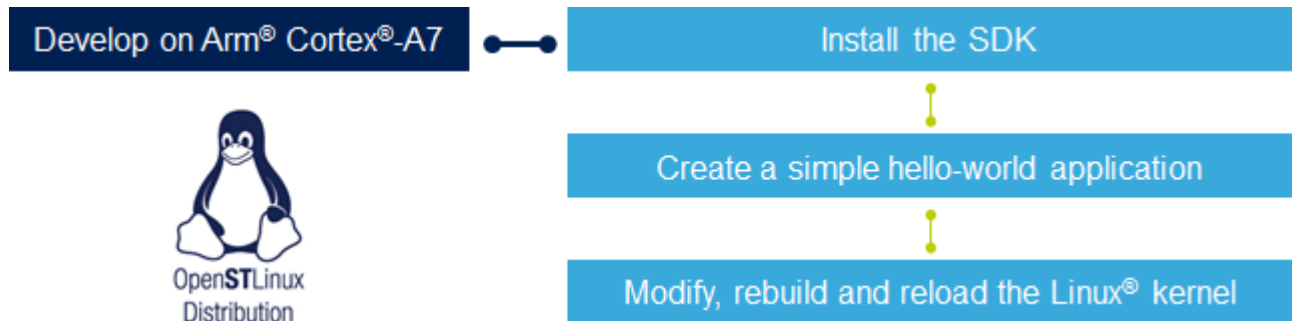 Develop on Arm® Cortex®-A7
Install the SDK
Create a simple hello-world application
OpenSTLinux
Distribution
Modify, rebuild and reload the Linux® kernel